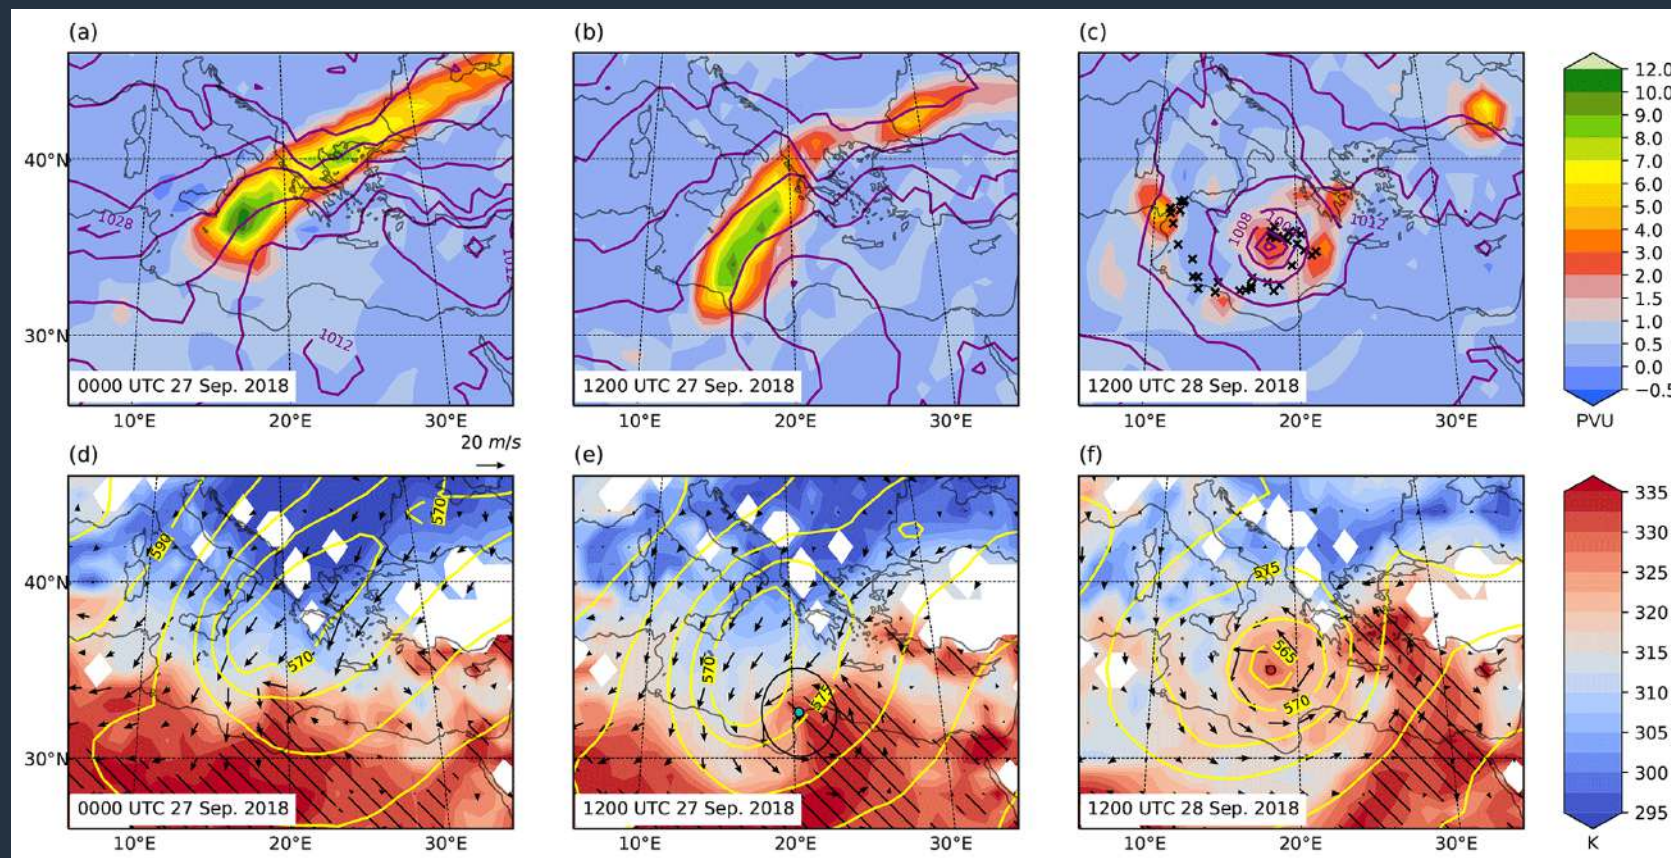 (a)
(b)
(c)
1028
1012
1012
40°N
30°N
0000 UTC 27 Sep. 2018
10°E
20°E
30°E
1200 UTC 27 Sep. 2018
10°E
20°E
30°E
1008
1012
1200 UTC 28 Sep. 2018
10°E
20°E
30°E
12.0
10.0
9.0
8.0
7.0
6.0
5.0
4.0
3.0
2.0
1.5
1.0
0.5
0.0
−0.5
PVU
20 m/s
(d)
(e)
(f)
590
570
570
40°N
30°N
0000 UTC 27 Sep. 2018
10°E
20°E
30°E
570
575
1200 UTC 27 Sep. 2018
10°E
20°E
30°E
575
565
570
1200 UTC 28 Sep. 2018
10°E
20°E
30°E
335
330
325
320
315
310
305
300
295
K